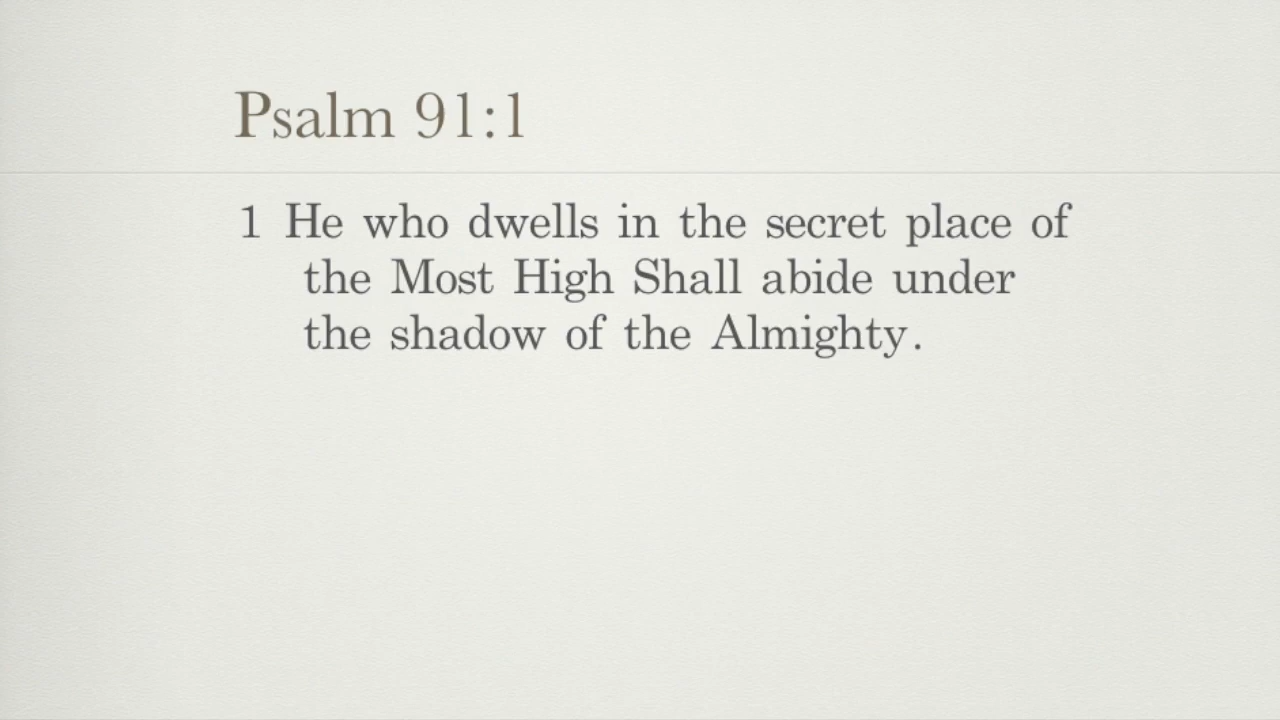 Psalm 91:1
1 He who dwells in the secret place of
the Most High Shall abide under
the shadow of the Almighty.